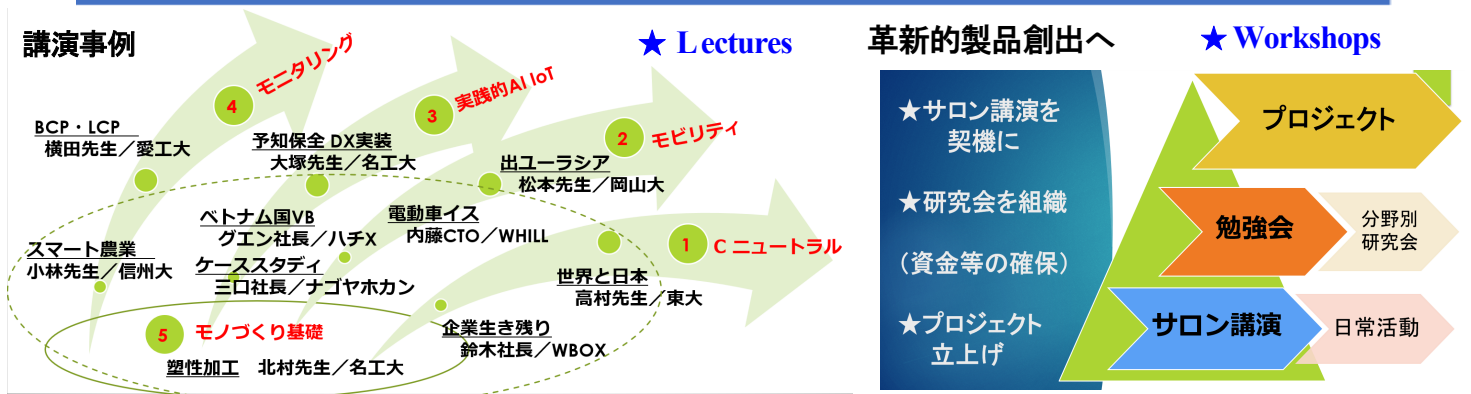 講演事例
★ Lectures
4
モニタリング
3
実践的AI IoT
2
モビリティ
BCP・LCP
横田先生／愛工大
予知保全 DX実装
大塚先生／名工大
出ユーラシア
松本先生／岡山大
ベトナム国VB
グエン社長／ハチX
電動車イス
内藤CTO／WHILL
1
C ニュートラル
スマート農業
小林先生／信州大
ケーススタディ
三口社長／ナゴヤホカン
世界と日本
高村先生／東大
5
モノづくり基礎
企業生き残り
鈴木社長／WBOX
塑性加工 北村先生／名工大
革新的製品創出へ
★ Workshops
★サロン講演を
契機に
★研究会を組織
（資金等の確保）
★プロジェクト
立上げ
プロジェクト
勉強会
分野別
研究会
サロン講演
日常活動